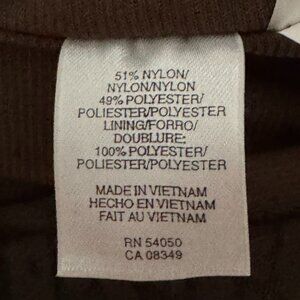 51% NYLON/
NYLON/NYLON
49% POLYESTER/
POLIESTER/POLYESTER
LINING/FORRO/
DOUBLURE:
100% POLYESTER/
POLIESTER/POLYESTER
MADE IN VIETNAM
HECHO EN VIETNAM
FAIT AU VIETNAM
RN 54050
CA 08349